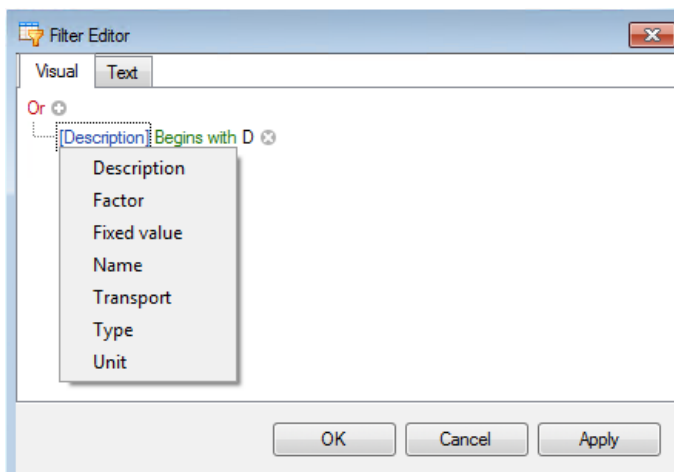 Filter Editor
Visual Text
Or
[Description] Begins with D
Description
Factor
Fixed value
Name
Transport
Type
Unit
OK Cancel Apply